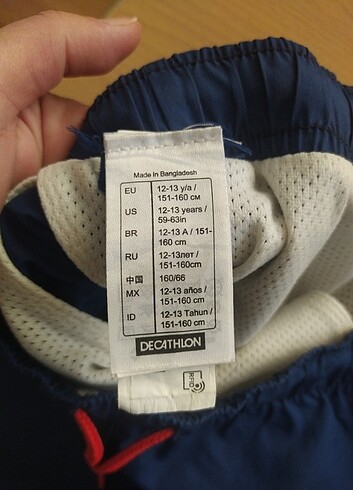 Made in Bangladesh
EU 12-13 y/a /
151-160 см
US 12-13 years /
59-63in
BR 12-13 A / 151-
160 cm
RU 12-13лет /
151-160cm
中国 160/66
MX 12-13 años /
151-160 cm
ID 12-13 Tahun /
151-160 cm
DECATHLON
RFID